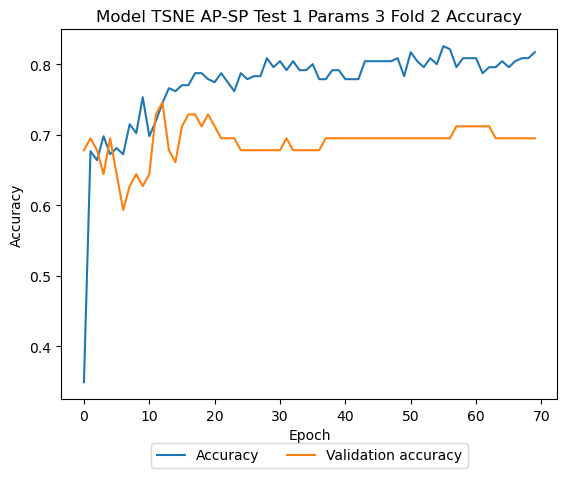 Model TSNE AP-SP Test 1 Params 3 Fold 2 Accuracy
0.8
0.7
0.6
0.5
0.4
Accuracy
0 10 20 30 40 50 60 70
Epoch
Accuracy Validation accuracy